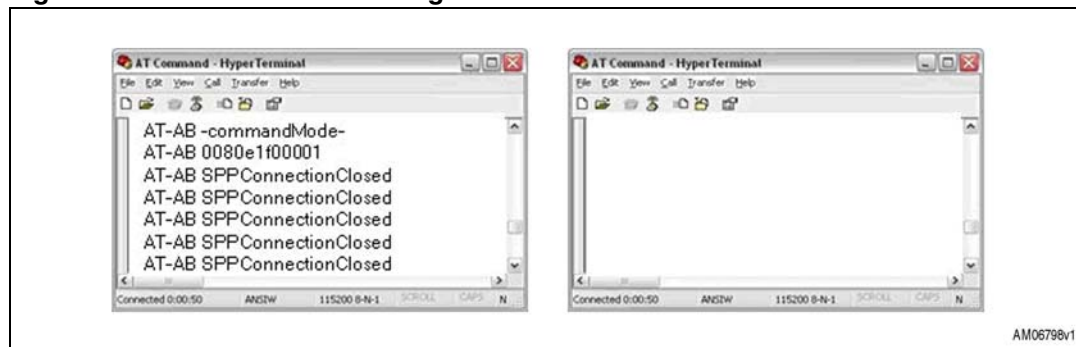 AT Command - HyperTerminal
File Edit View Call Transfer Help
AT-AB -commandMode-
AT-AB 0080e1f00001
AT-AB SPPConnectionClosed
AT-AB SPPConnectionClosed
AT-AB SPPConnectionClosed
AT-AB SPPConnectionClosed
AT-AB SPPConnectionClosed
Connected 0:00:50 ANSIW 115200 8-N-1 SCROLL CAPS N
AT Command - HyperTerminal
File Edit View Call Transfer Help
Connected 0:00:50 ANSIW 115200 8-N-1 SCROLL CAPS N
AM06798v1